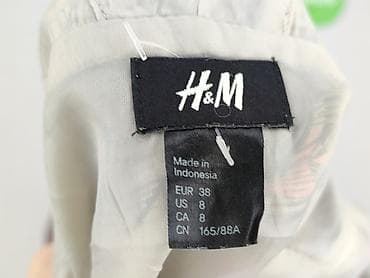 H&M
Made in
Indonesia
EUR 38
US 8
CA 8
CN 165/88A